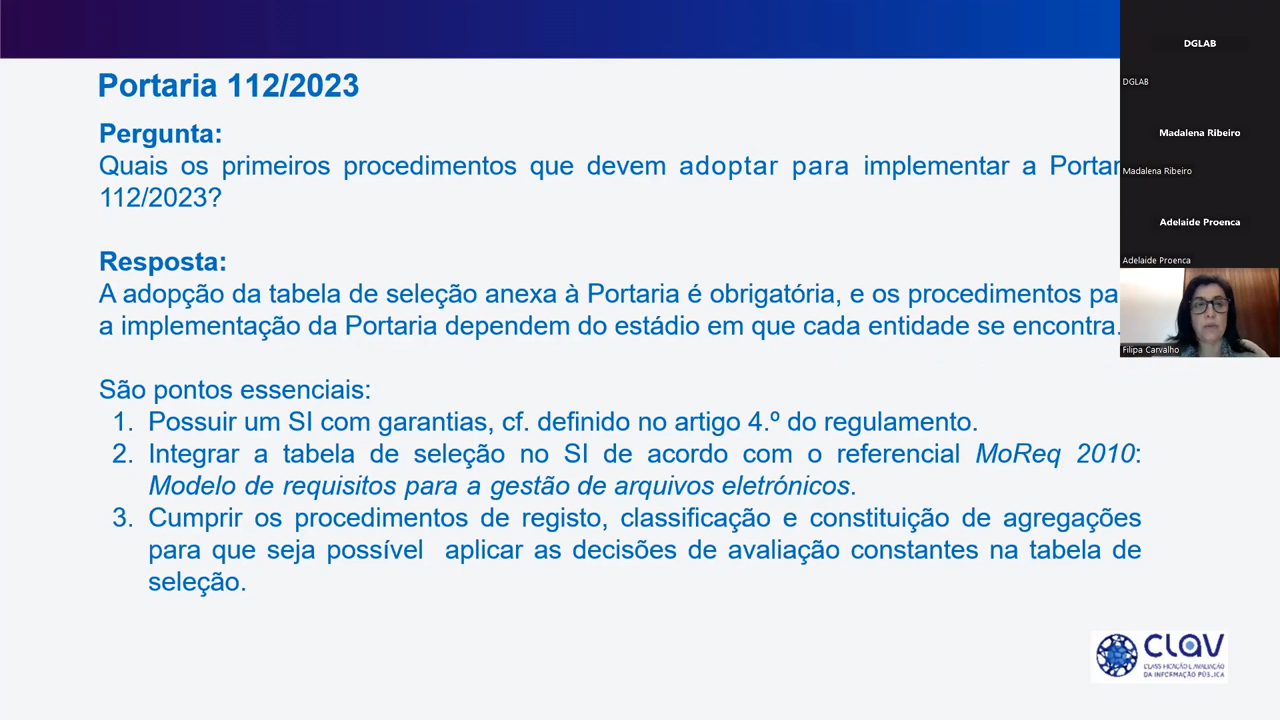 Portaria 112/2023
Pergunta:
Quais os primeiros procedimentos que devem adoptar para implementar a Portar
112/2023?
Resposta:
A adopção da tabela de seleção anexa à Portaria é obrigatória, e os procedimentos pa
a implementação da Portaria dependem do estádio em que cada entidade se encontra.
São pontos essenciais:
1. Possuir um SI com garantias, cf. definido no artigo 4.º do regulamento.
2. Integrar a tabela de seleção no SI de acordo com o referencial MoReq 2010:
Modelo de requisitos para a gestão de arquivos eletrónicos.
3. Cumprir os procedimentos de registo, classificação e constituição de agregações
para que seja possível aplicar as decisões de avaliação constantes na tabela de
seleção.
DGLAB
DGLAB
Madalena Ribeiro
Madalena Ribeiro
Adelaide Proenca
Adelaide Proenca
Filipa Carvalho
CLAV
CLASSIFICAÇÃO E AVALIAÇÃO
DA INFORMAÇÃO PÚBLICA